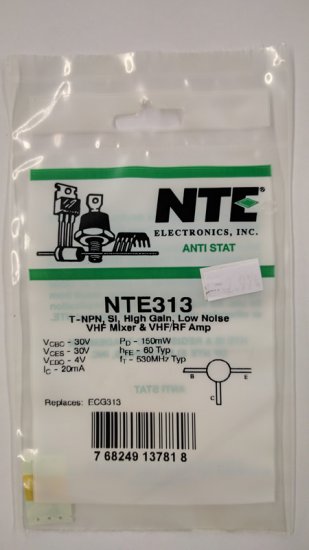 NTE®
ELECTRONICS, INC.
ANTI STAT
NTE313
T-NPN, Si, High Gain, Low Noise
VHF Mixer & VHF/RF Amp
VCBO - 30V PD - 150mW
VCES - 30V hFE - 60 Typ
VEBO - 4V fT - 530MHz Typ
IC - 20mA
B E
C
Replaces: ECG313
ANTI STAT
7 68249 13781 8